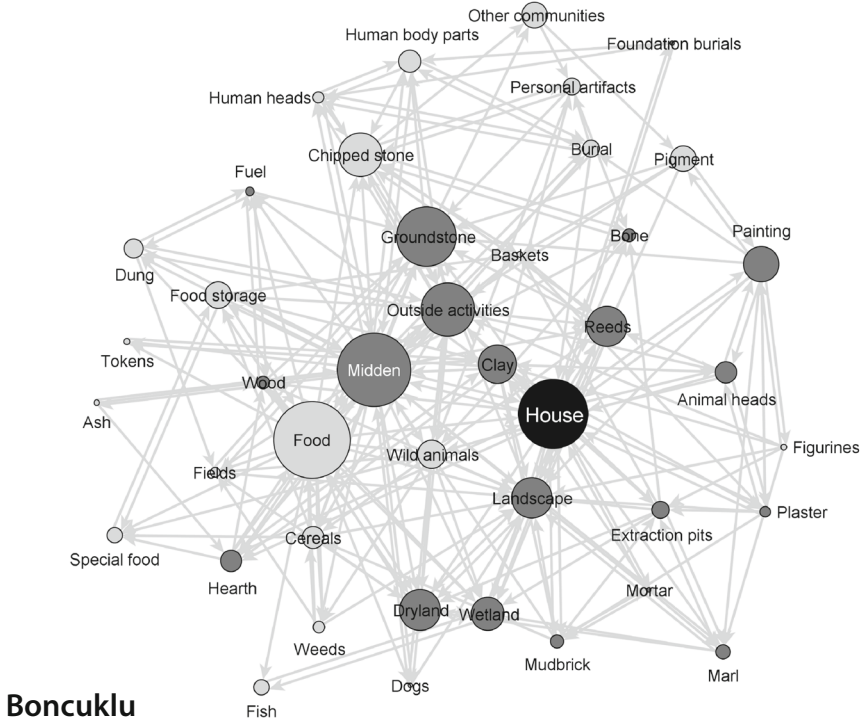 Other communities
Human body parts
Foundation burials
Human heads
Personal artifacts
Chipped stone
Burial
Pigment
Fuel
Groundstone
Bone
Painting
Baskets
Dung
Food storage
Outside activities
Reeds
Tokens
Midden
Clay
Wood
Animal heads
Ash
House
Food
Wild animals
Figurines
Fields
Landscape
Plaster
Extraction pits
Cereals
Special food
Hearth
Mortar
Dryland
Wetland
Weeds
Mudbrick
Marl
Dogs
Boncuklu
Fish